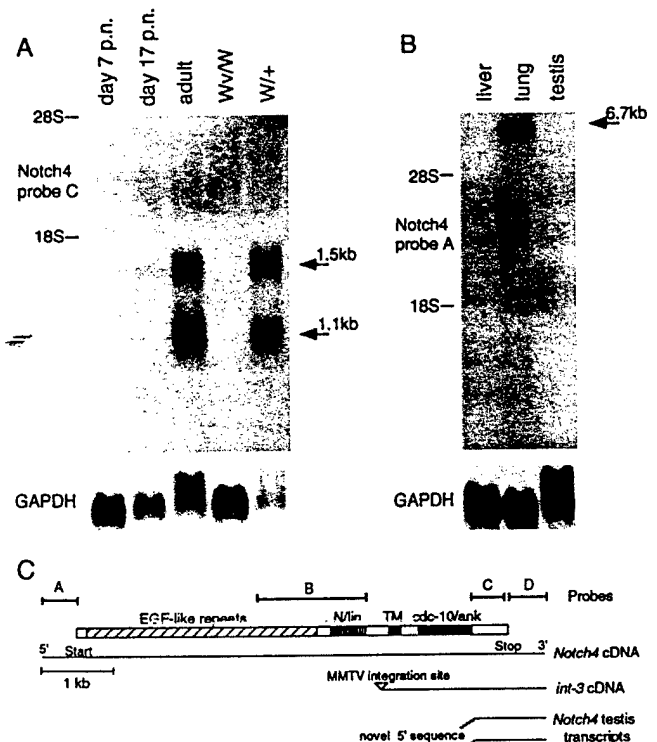 A
day 7 p.n.
day 17 p.n.
adult
Wv/W
W/+
28S
Notch4
probe C
18S
1.5kb
1.1kb
GAPDH
B
liver
lung
testis
6.7kb
28S
Notch4
probe A
18S
GAPDH
C
A B C D Probes
EGF-like repeats N/lin TM cdc-10/ank
5' Start Stop 3' Notch4 cDNA
1 kb
MMTV integration site
int-3 cDNA
Notch4 testis
novel 5' sequence transcripts